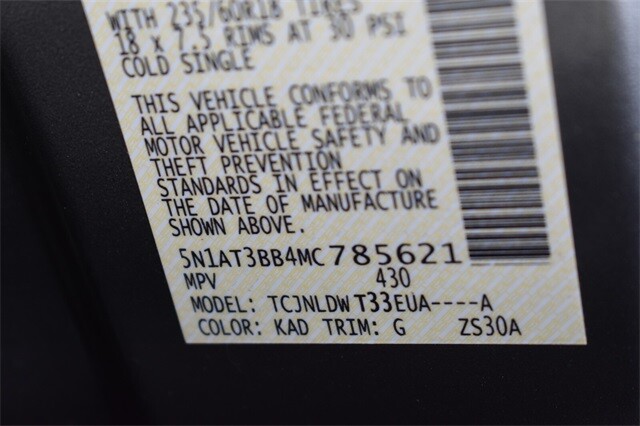 WITH 235/60R18 TIRES
18 x 7.5 RIMS AT 30 PSI
COLD SINGLE
THIS VEHICLE CONFORMS TO
ALL APPLICABLE FEDERAL
MOTOR VEHICLE SAFETY AND
THEFT PREVENTION
STANDARDS IN EFFECT ON
THE DATE OF MANUFACTURE
SHOWN ABOVE.
5N1AT3BB4MC785621
MPV 430
MODEL: TCJNLDWT33EUA----A
COLOR: KAD TRIM: G ZS30A